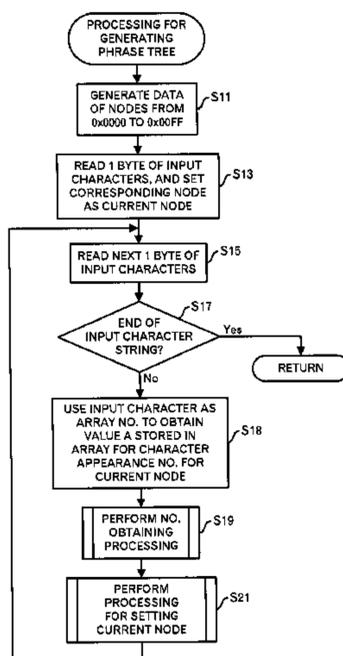 PROCESSING FOR
GENERATING
PHRASE TREE
GENERATE DATA
OF NODES FROM
0x0000 TO 0x00FF
S11
READ 1 BYTE OF INPUT
CHARACTERS, AND SET
CORRESPONDING NODE
AS CURRENT NODE
S13
READ NEXT 1 BYTE OF
INPUT CHARACTERS
S15
END OF
INPUT CHARACTER
STRING?
S17
Yes
RETURN
No
USE INPUT CHARACTER AS
ARRAY NO. TO OBTAIN
VALUE A STORED IN
ARRAY FOR CHARACTER
APPEARANCE NO. FOR
CURRENT NODE
S18
PERFORM NO.
OBTAINING
PROCESSING
S19
PERFORM
PROCESSING
FOR SETTING
CURRENT NODE
S21